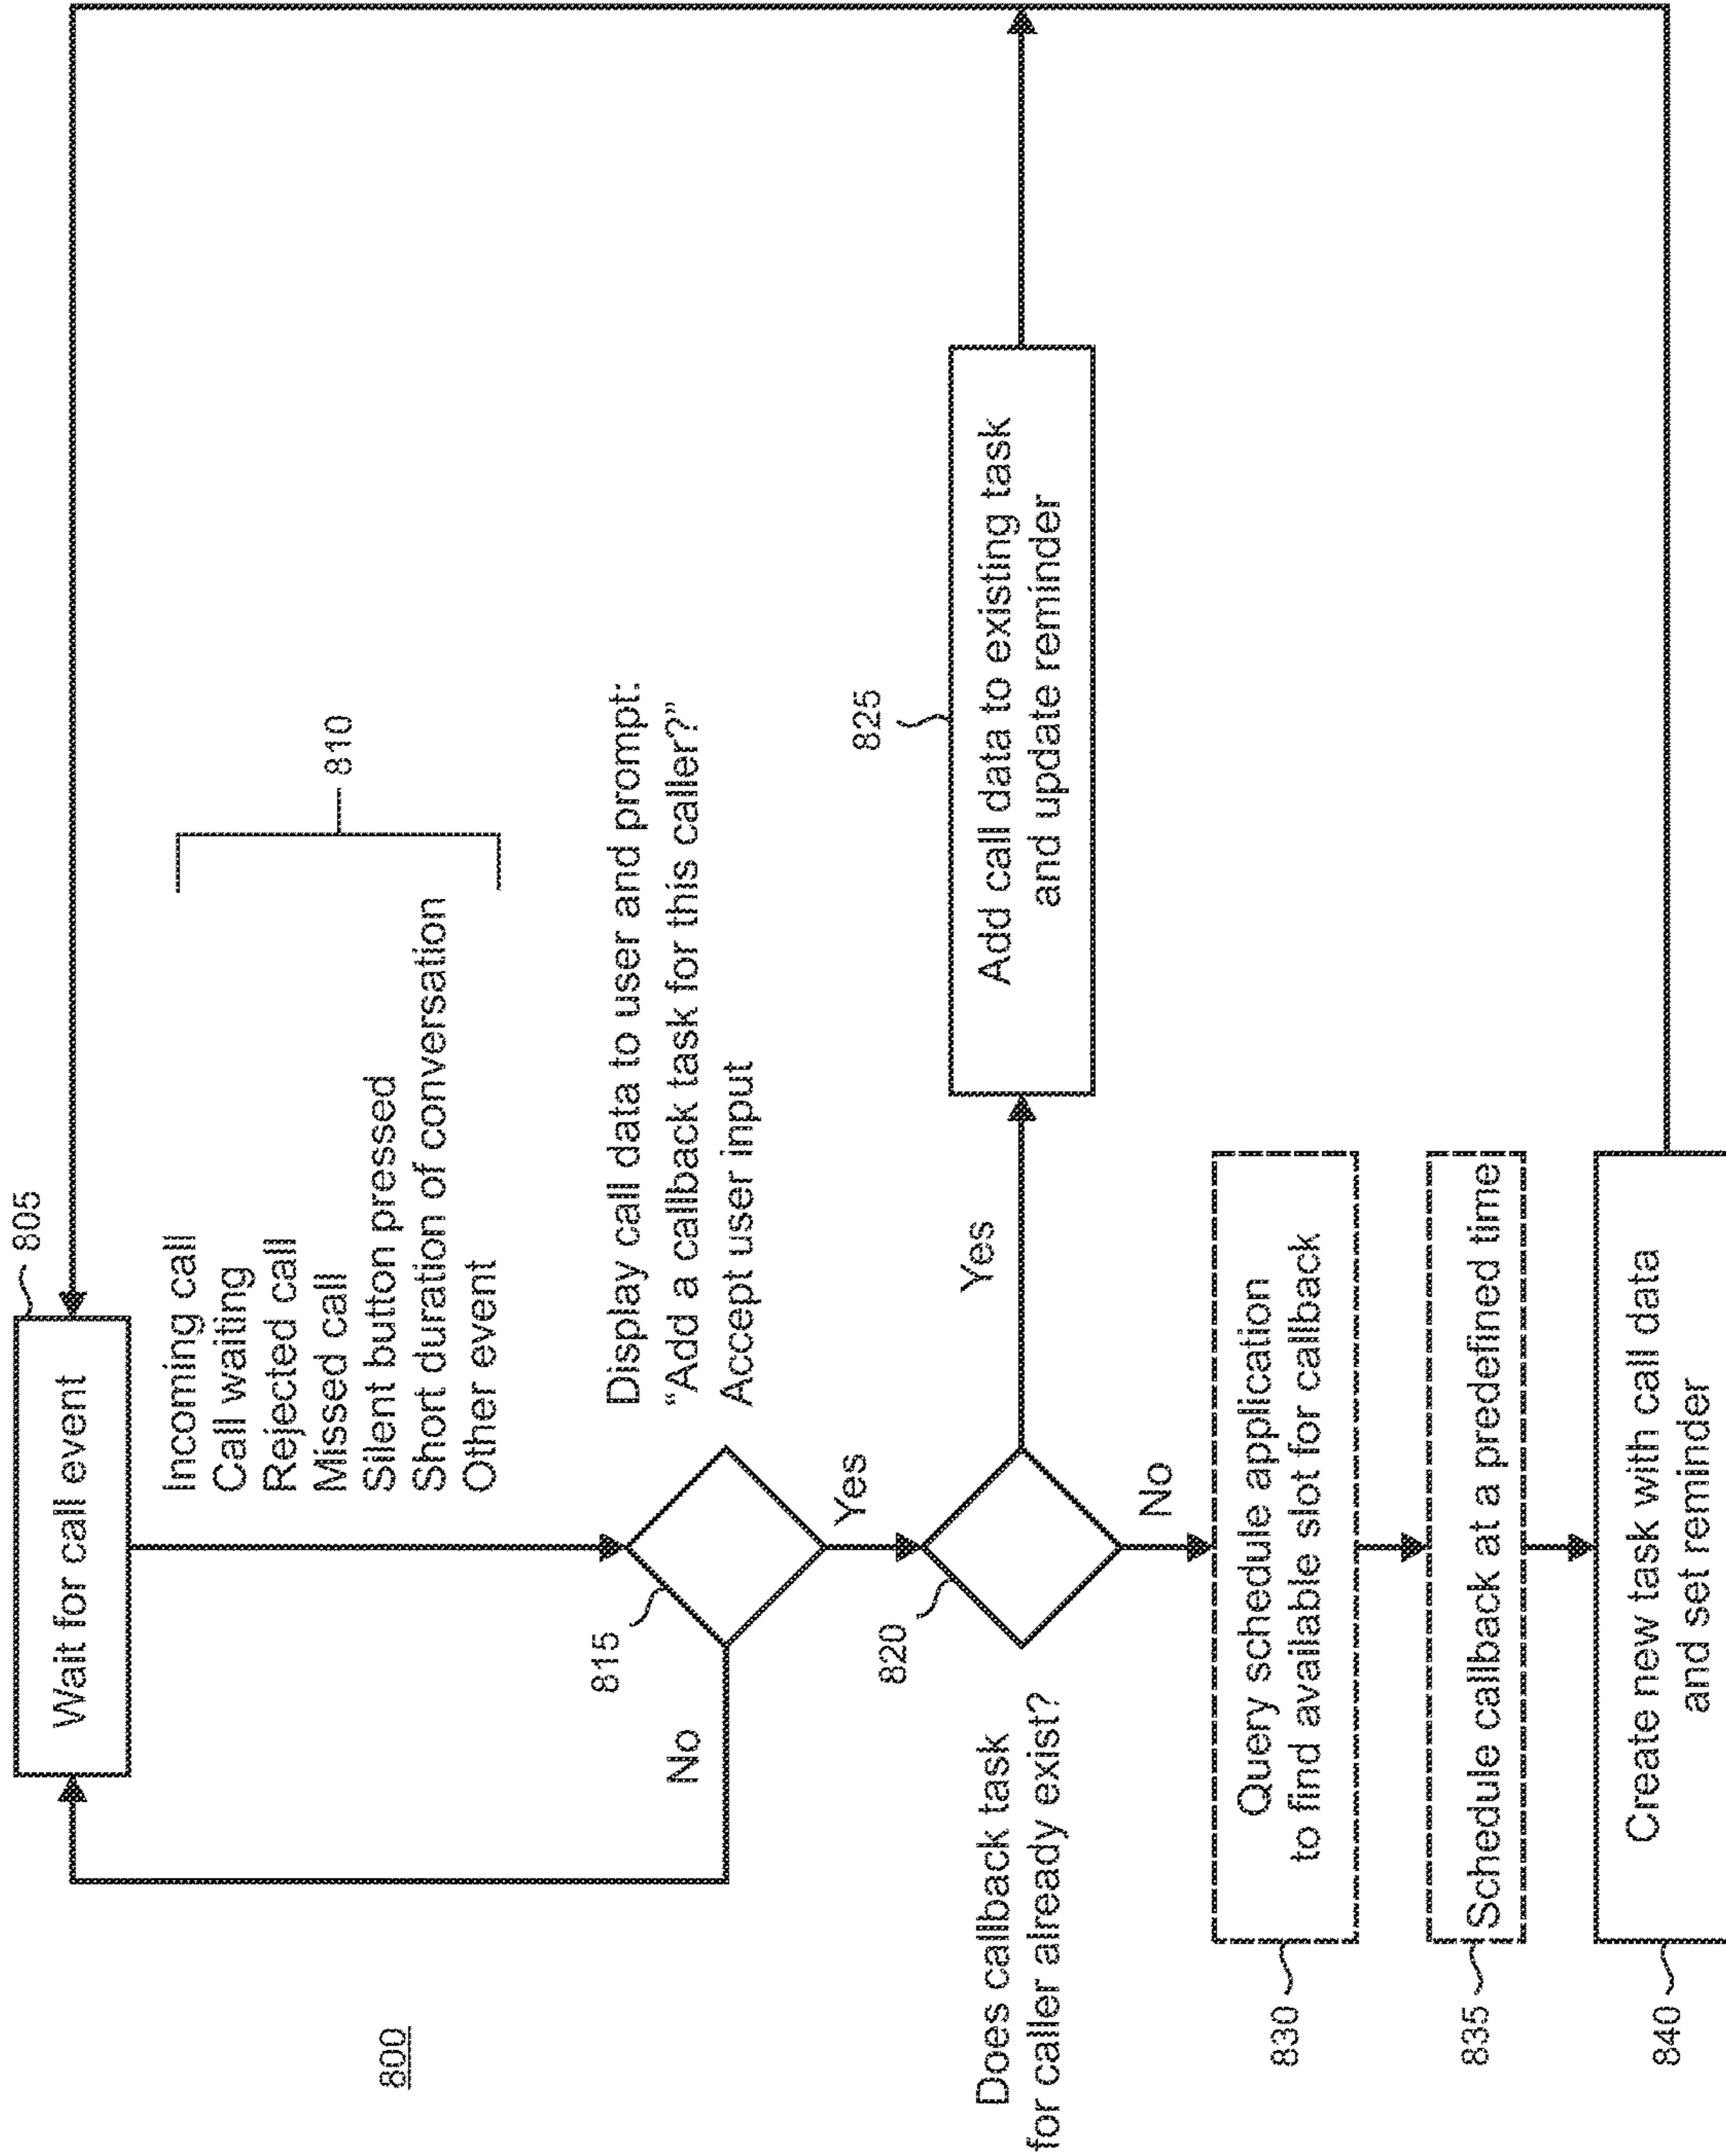 800
Wait for call event
805
Incoming call
Call waiting
Rejected call
Missed call
Silent button pressed
Short duration of conversation
Other event
810
815
Display call data to user and prompt:
“Add a callback task for this caller?”
Accept user input
No
Yes
820
Does callback task
for caller already exist?
Yes
825
Add call data to existing task
and update reminder
No
830
Query schedule application
to find available slot for callback
835
Schedule callback at a predefined time
840
Create new task with call data
and set reminder